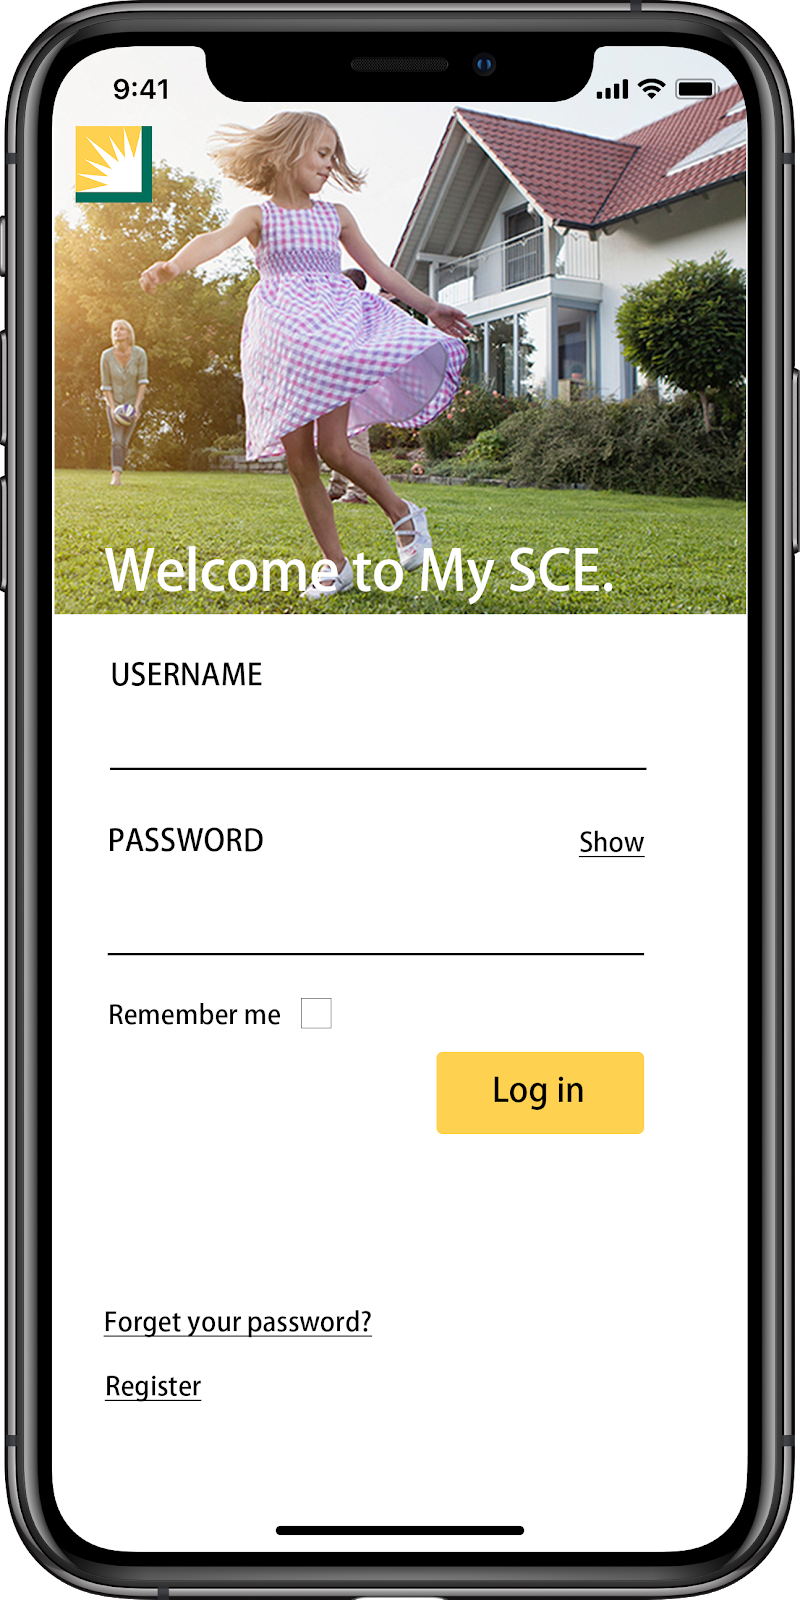 9:41
Welcome to My SCE.
USERNAME
PASSWORD
Show
Remember me
Log in
Forget your password?
Register